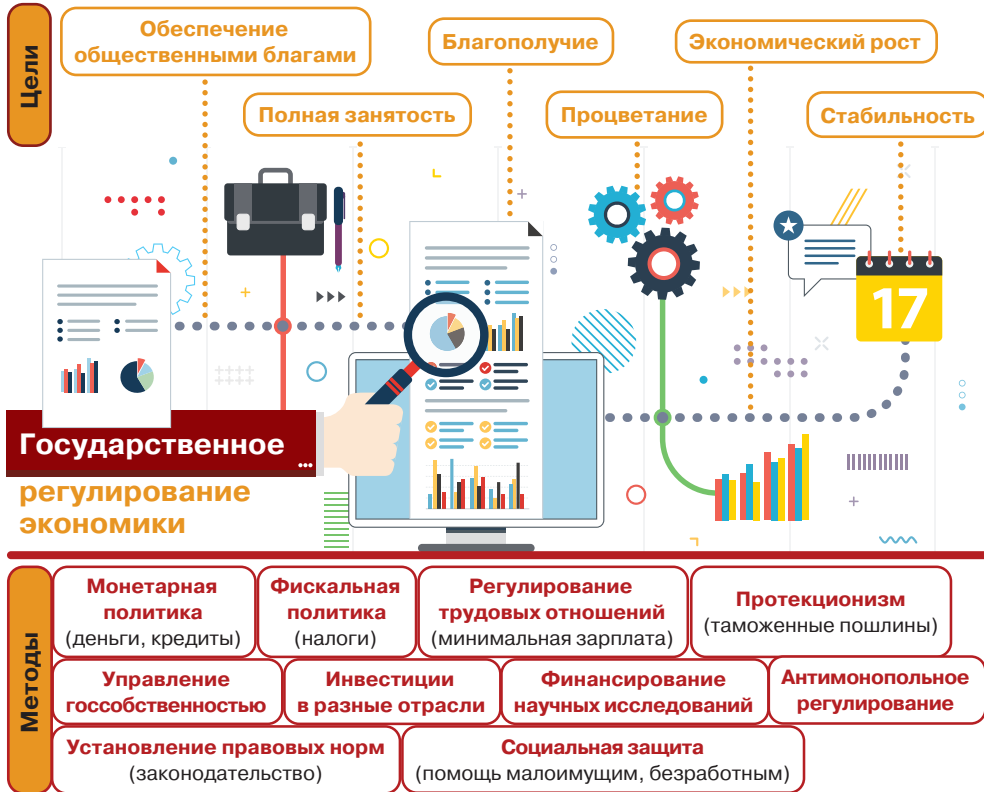 Цели
Обеспечение
общественными благами
Благополучие
Экономический рост
Полная занятость
Процветание
Стабильность
17
Государственное
...
регулирование
экономики
Методы
Монетарная
политика
(деньги, кредиты)
Фискальная
политика
(налоги)
Регулирование
трудовых отношений
(минимальная зарплата)
Протекционизм
(таможенные пошлины)
Управление
госсобственностью
Инвестиции
в разные отрасли
Финансирование
научных исследований
Антимонопольное
регулирование
Установление правовых норм
(законодательство)
Социальная защита
(помощь малоимущим, безработным)